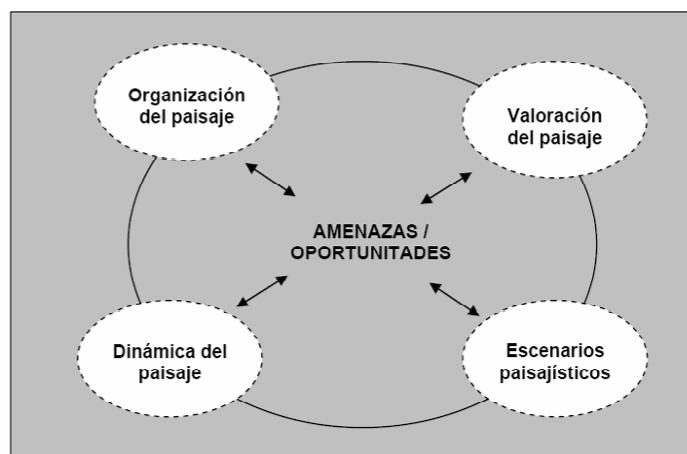 Organización
del paisaje
Valoración
del paisaje
AMENAZAS /
OPORTUNITADES
Dinámica del
paisaje
Escenarios
paisajísticos